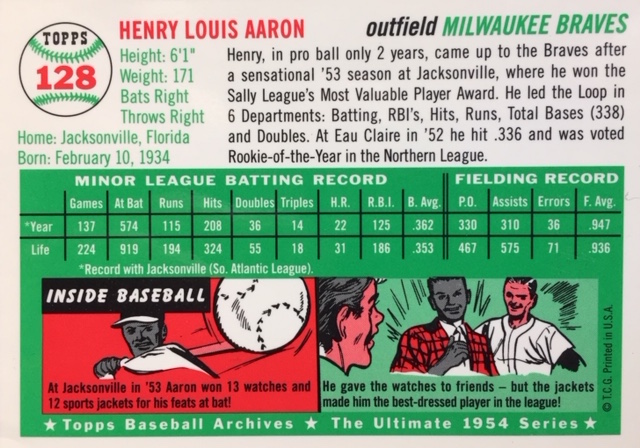 TOPPS
128
HENRY LOUIS AARON
outfield MILWAUKEE BRAVES
Height: 6'1"
Weight: 171
Bats Right
Throws Right
Home: Jacksonville, Florida
Born: February 10, 1934
Henry, in pro ball only 2 years, came up to the Braves after
a sensational '53 season at Jacksonville, where he won the
Sally League's Most Valuable Player Award. He led the Loop in
6 Departments: Batting, RBI's, Hits, Runs, Total Bases (338)
and Doubles. At Eau Claire in '52 he hit .336 and was voted
Rookie-of-the-Year in the Northern League.
MINOR LEAGUE BATTING RECORD FIELDING RECORD
Games At Bat Runs Hits Doubles Triples H.R. R.B.I. B. Avg. P.O. Assists Errors F. Avg.
*Year 137 574 115 208 36 14 22 125 .362 330 310 36 .947
Life 224 919 194 324 55 18 31 186 .353 467 575 71 .936
*Record with Jacksonville (So. Atlantic League).
INSIDE BASEBALL
At Jacksonville in '53 Aaron won 13 watches and
12 sports jackets for his feats at bat!
He gave the watches to friends – but the jackets
made him the best-dressed player in the league!
© T.C.G. Printed in U.S.A.
★ Topps Baseball Archives ★ The Ultimate 1954 Series ★